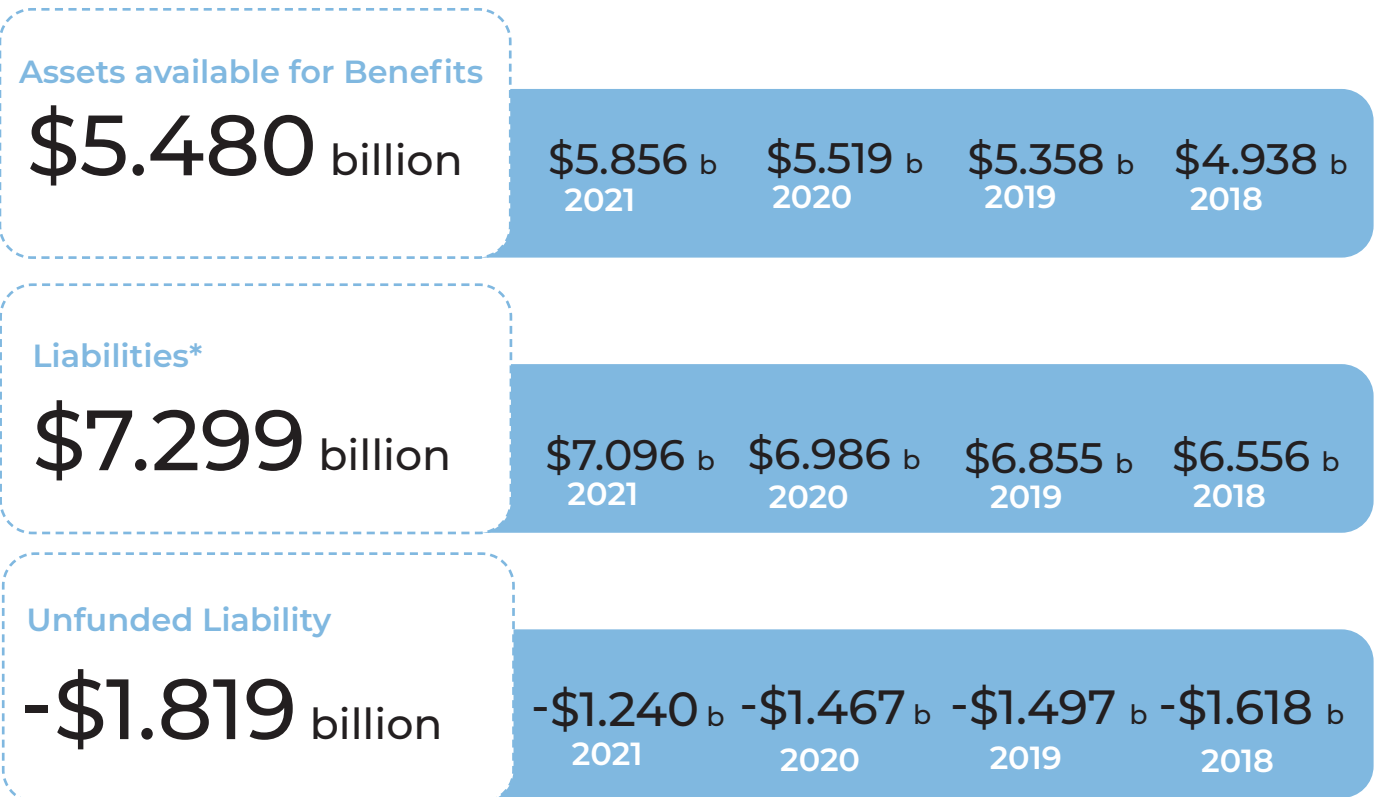 Assets available for Benefits
$5.480 billion
$5.856 b $5.519 b $5.358 b $4.938 b
2021 2020 2019 2018
Liabilities*
$7.299 billion
$7.096 b $6.986 b $6.855 b $6.556 b
2021 2020 2019 2018
Unfunded Liability
-$1.819 billion
-$1.240 b -$1.467 b -$1.497 b -$1.618 b
2021 2020 2019 2018